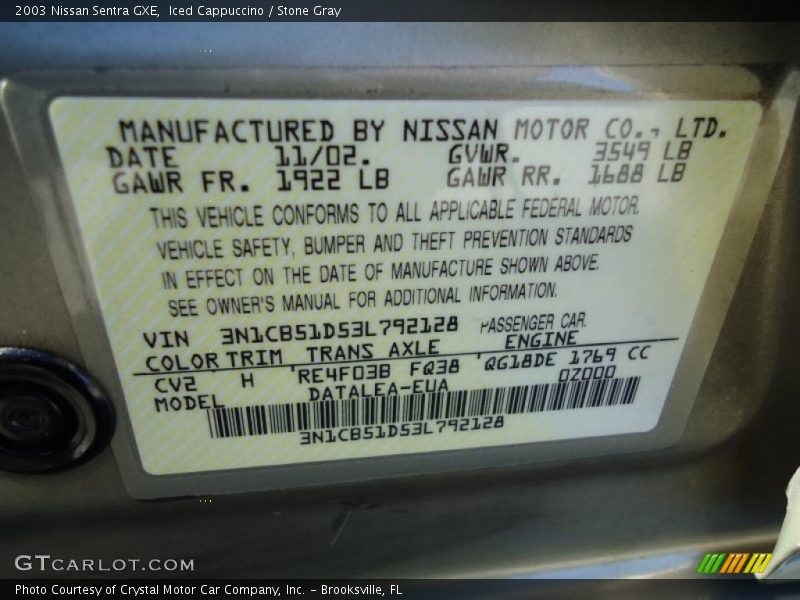 2003 Nissan Sentra GXE,  Iced Cappuccino / Stone Gray
MANUFACTURED BY NISSAN MOTOR CO., LTD.
DATE 11/02. GVWR. 3549 LB
GAWR FR. 1922 LB GAWR RR. 1688 LB
THIS VEHICLE CONFORMS TO ALL APPLICABLE FEDERAL MOTOR.
VEHICLE SAFETY, BUMPER AND THEFT PREVENTION STANDARDS
IN EFFECT ON THE DATE OF MANUFACTURE SHOWN ABOVE.
SEE OWNER'S MANUAL FOR ADDITIONAL INFORMATION.
VIN 3N1CB51D53L792128 PASSENGER CAR.
COLOR TRIM TRANS AXLE ENGINE
CV2 H 'RE4F03B FQ38 'QG18DE 1769 CC
MODEL DATALEA-EUA 0Z000
3N1CB51D53L792128
GTCARLOT.COM
Photo Courtesy of Crystal Motor Car Company, Inc. – Brooksville, FL